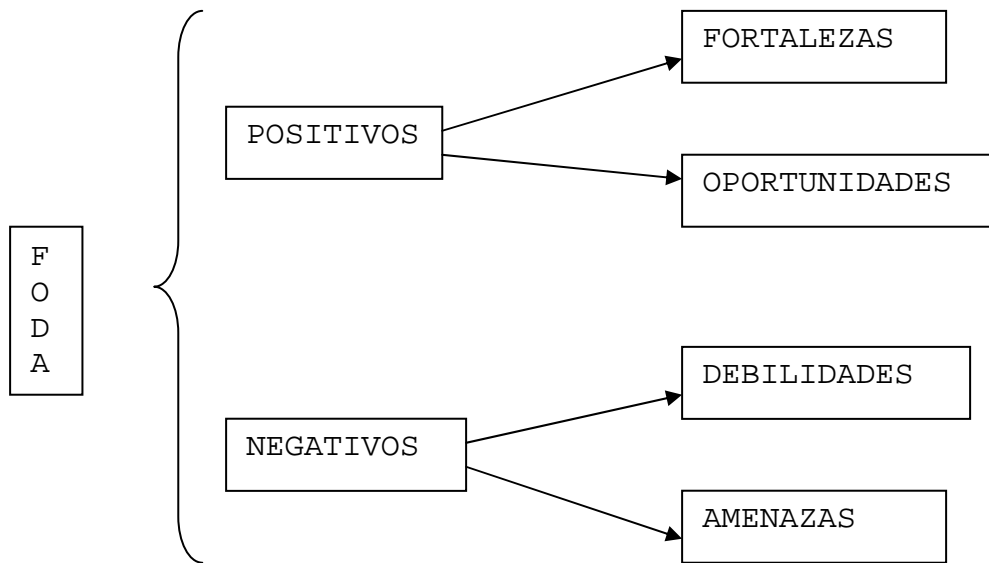 F
O
D
A
POSITIVOS
FORTALEZAS
OPORTUNIDADES
NEGATIVOS
DEBILIDADES
AMENAZAS